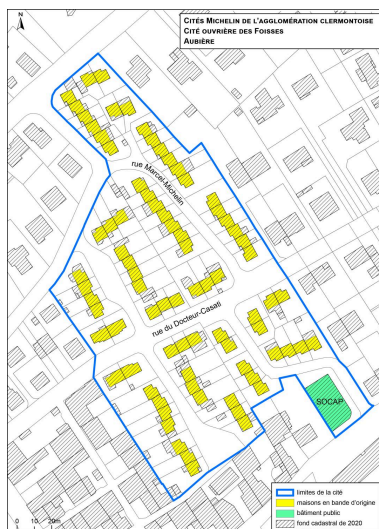 CITÉS MICHELIN DE L'AGGLOMÉRATION CLERMONTOISE
CITÉ OUVRIÈRE DES FOISSES
AUBIÈRE
N
rue Marcel-Michelin
rue du Docteur-Casati
SOCAP
limites de la cité
maisons en bande d'origine
bâtiment public
fond cadastral de 2020
0 10 20m